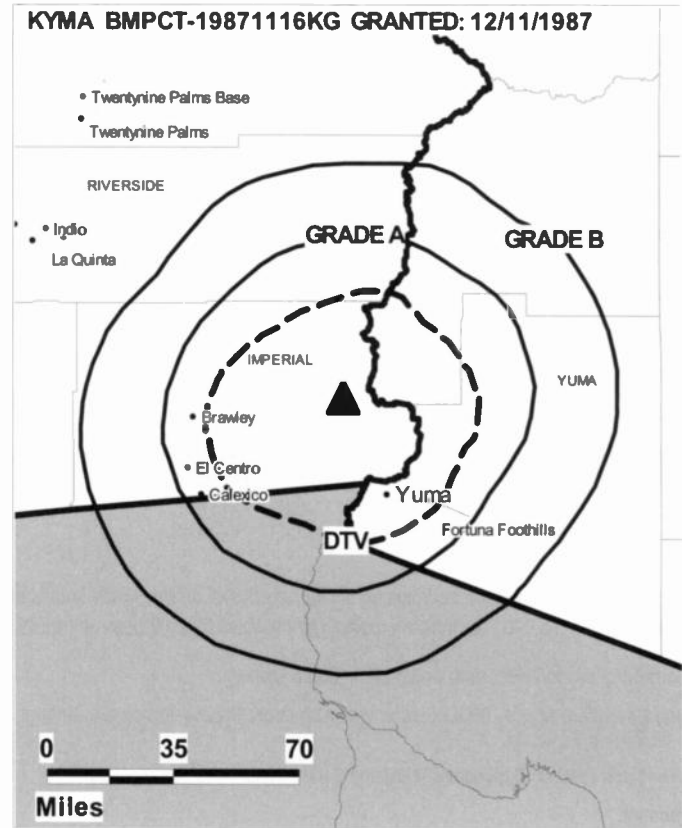 KYMA BMPCT-19871116KG GRANTED: 12/11/1987
Twentynine Palms Base
Twentynine Palms
RIVERSIDE
Indio
La Quinta
GRADE A
GRADE B
IMPERIAL
YUMA
Brawley
El Centro
Calexico
Yuma
Fortuna Foothills
DTV
0 35 70
Miles